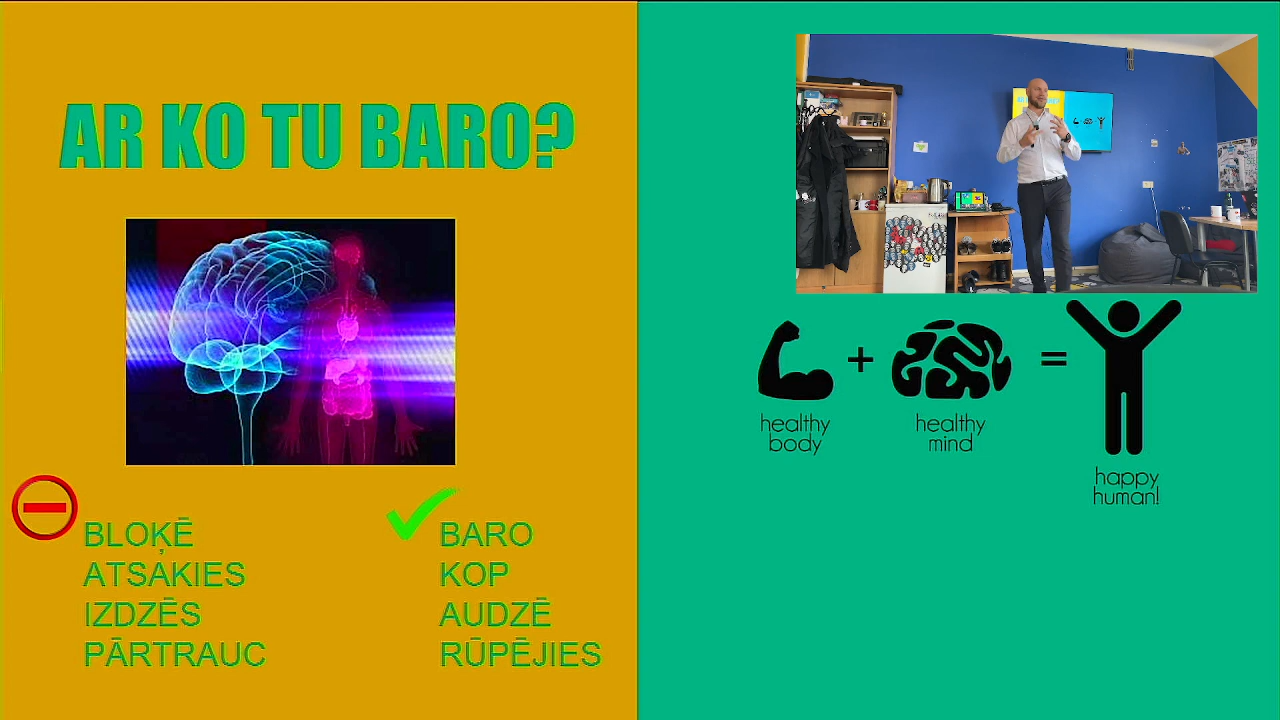 AR KO TU BARO?
BLOĶĒ
ATSAKIES
IZDZĒS
PĀRTRAUC
BARO
KOP
AUDZĒ
RŪPĒJIES
healthy
body
+
healthy
mind
=
happy
human!